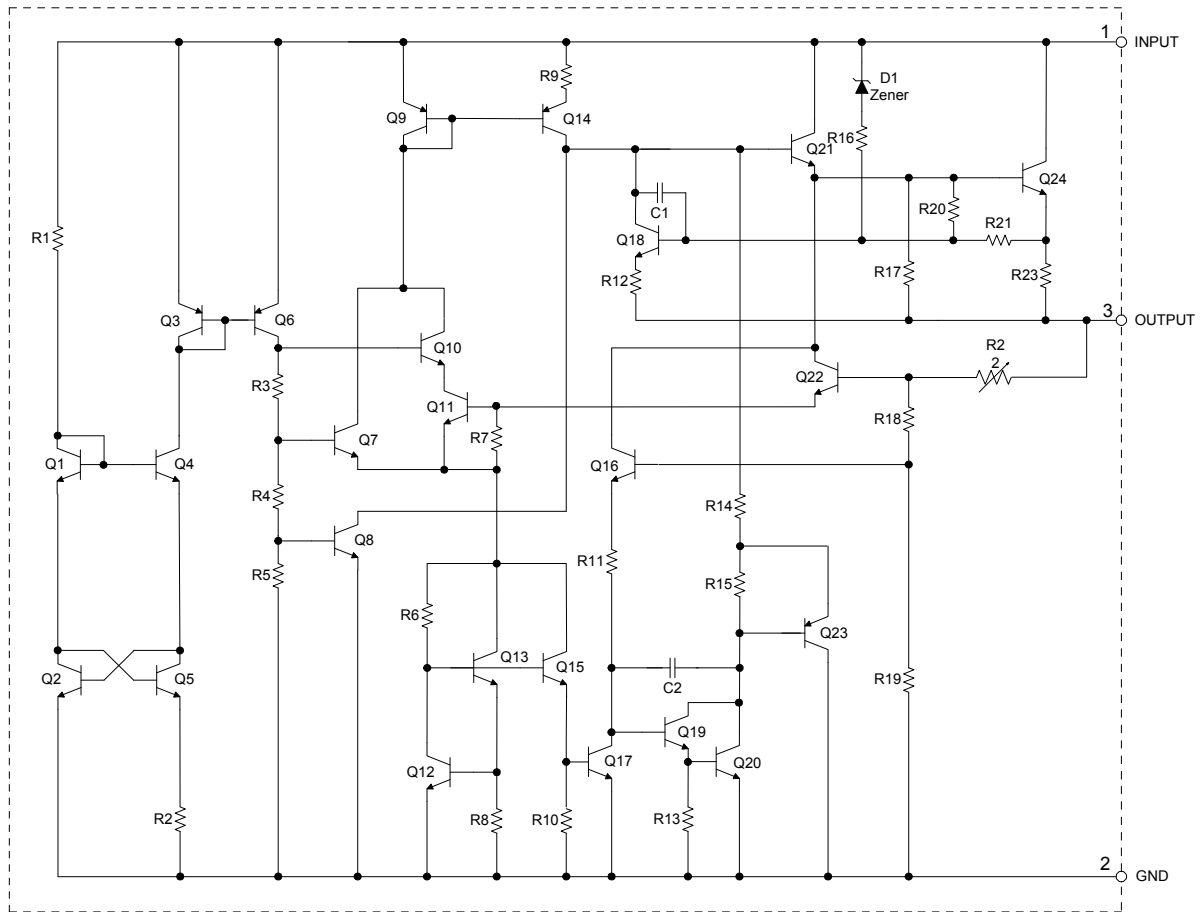 1
INPUT
R9
D1
Zener
Q9
Q14
Q21
R16
Q24
C1
R20
R1
Q18
R21
R12
R17
R23
Q3
Q6
3
OUTPUT
Q10
R2
2
R3
Q22
Q11
R7
R18
Q7
Q1
Q4
Q16
R4
R14
Q8
R11
R5
R15
R6
Q23
Q13
Q15
Q2
Q5
C2
R19
Q19
Q12
Q17
Q20
R2
R8
R10
R13
2
GND